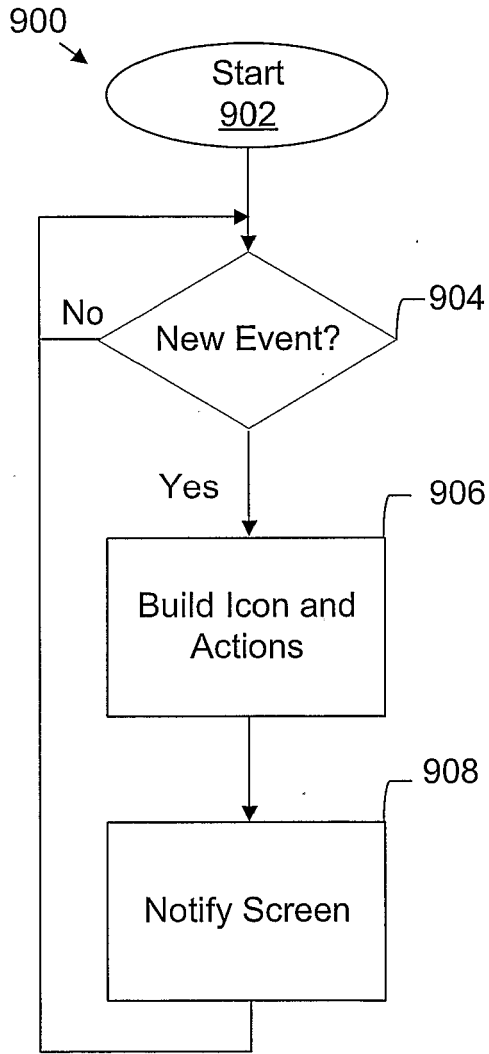 900
Start
902
No
904
New Event?
Yes
906
Build Icon and
Actions
908
Notify Screen